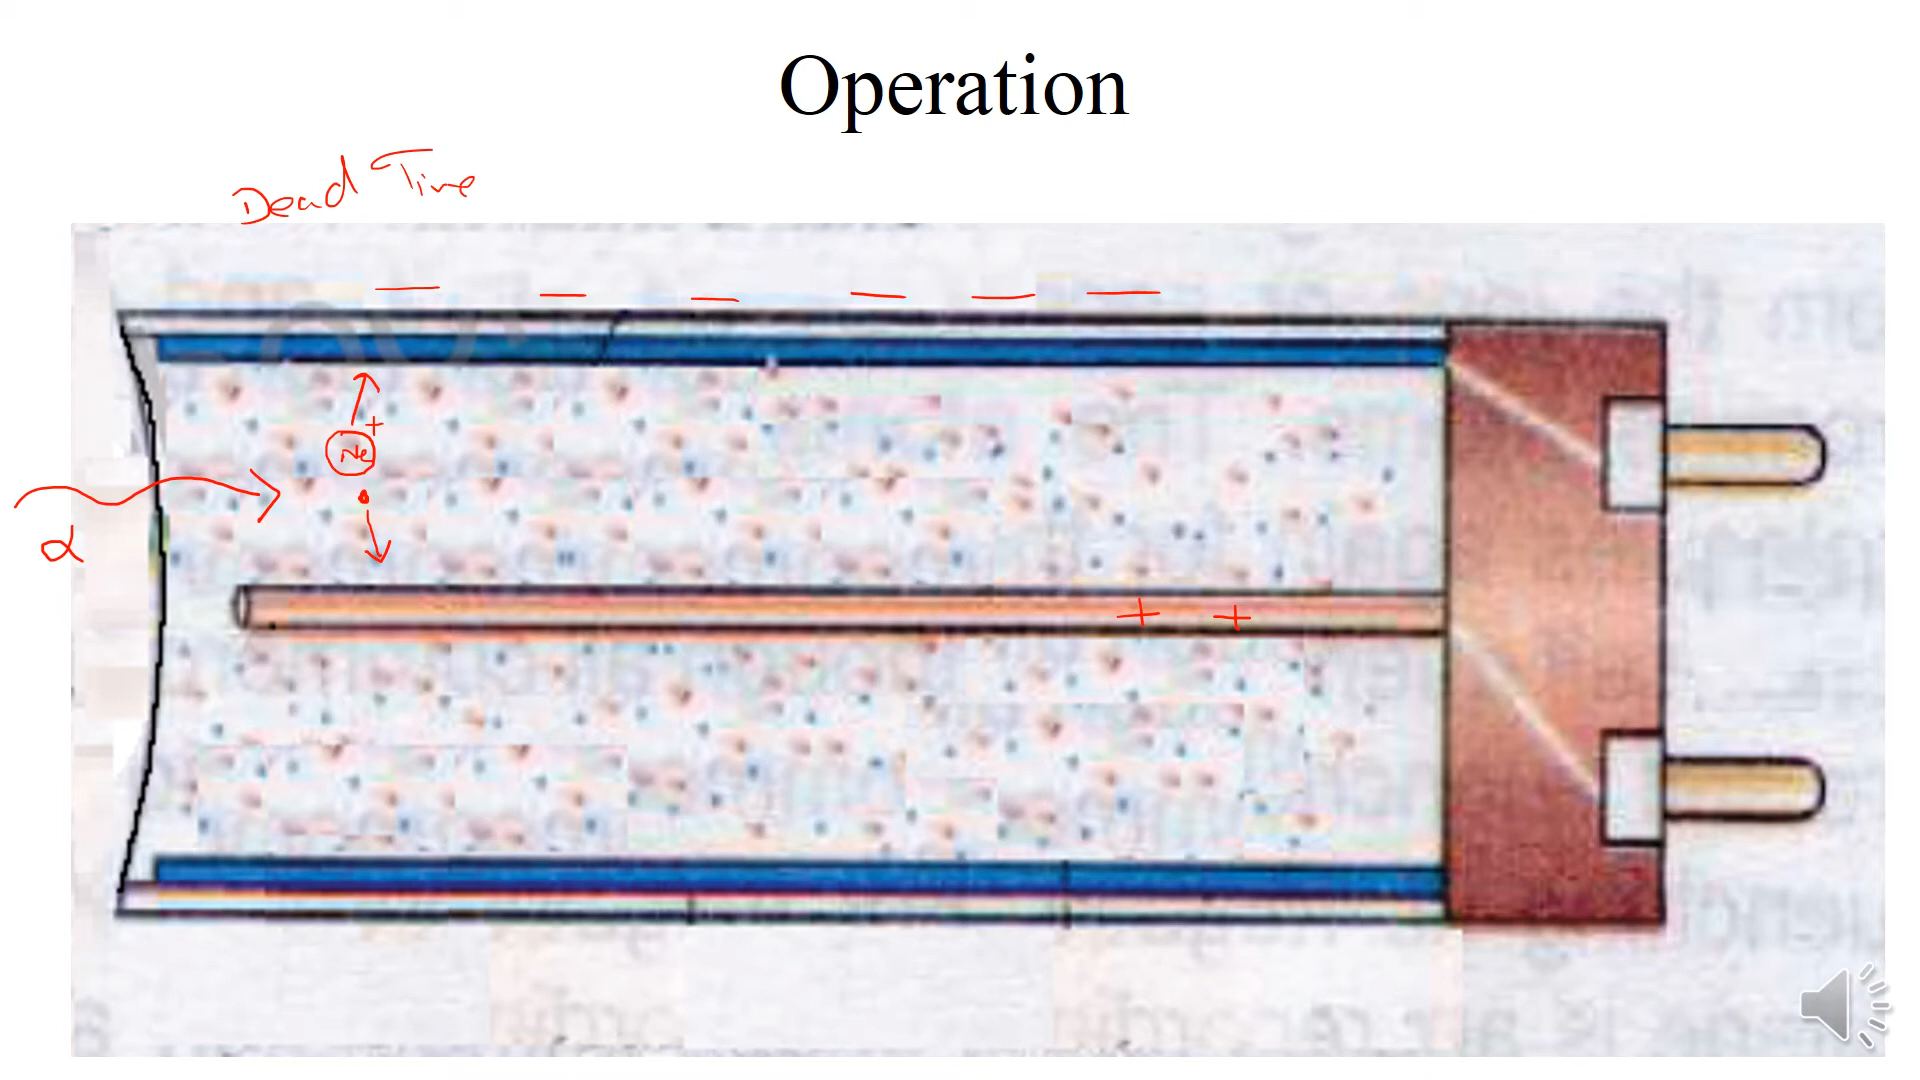 Operation
Dead Time
− − − − − −
+
Ne
α
+ +